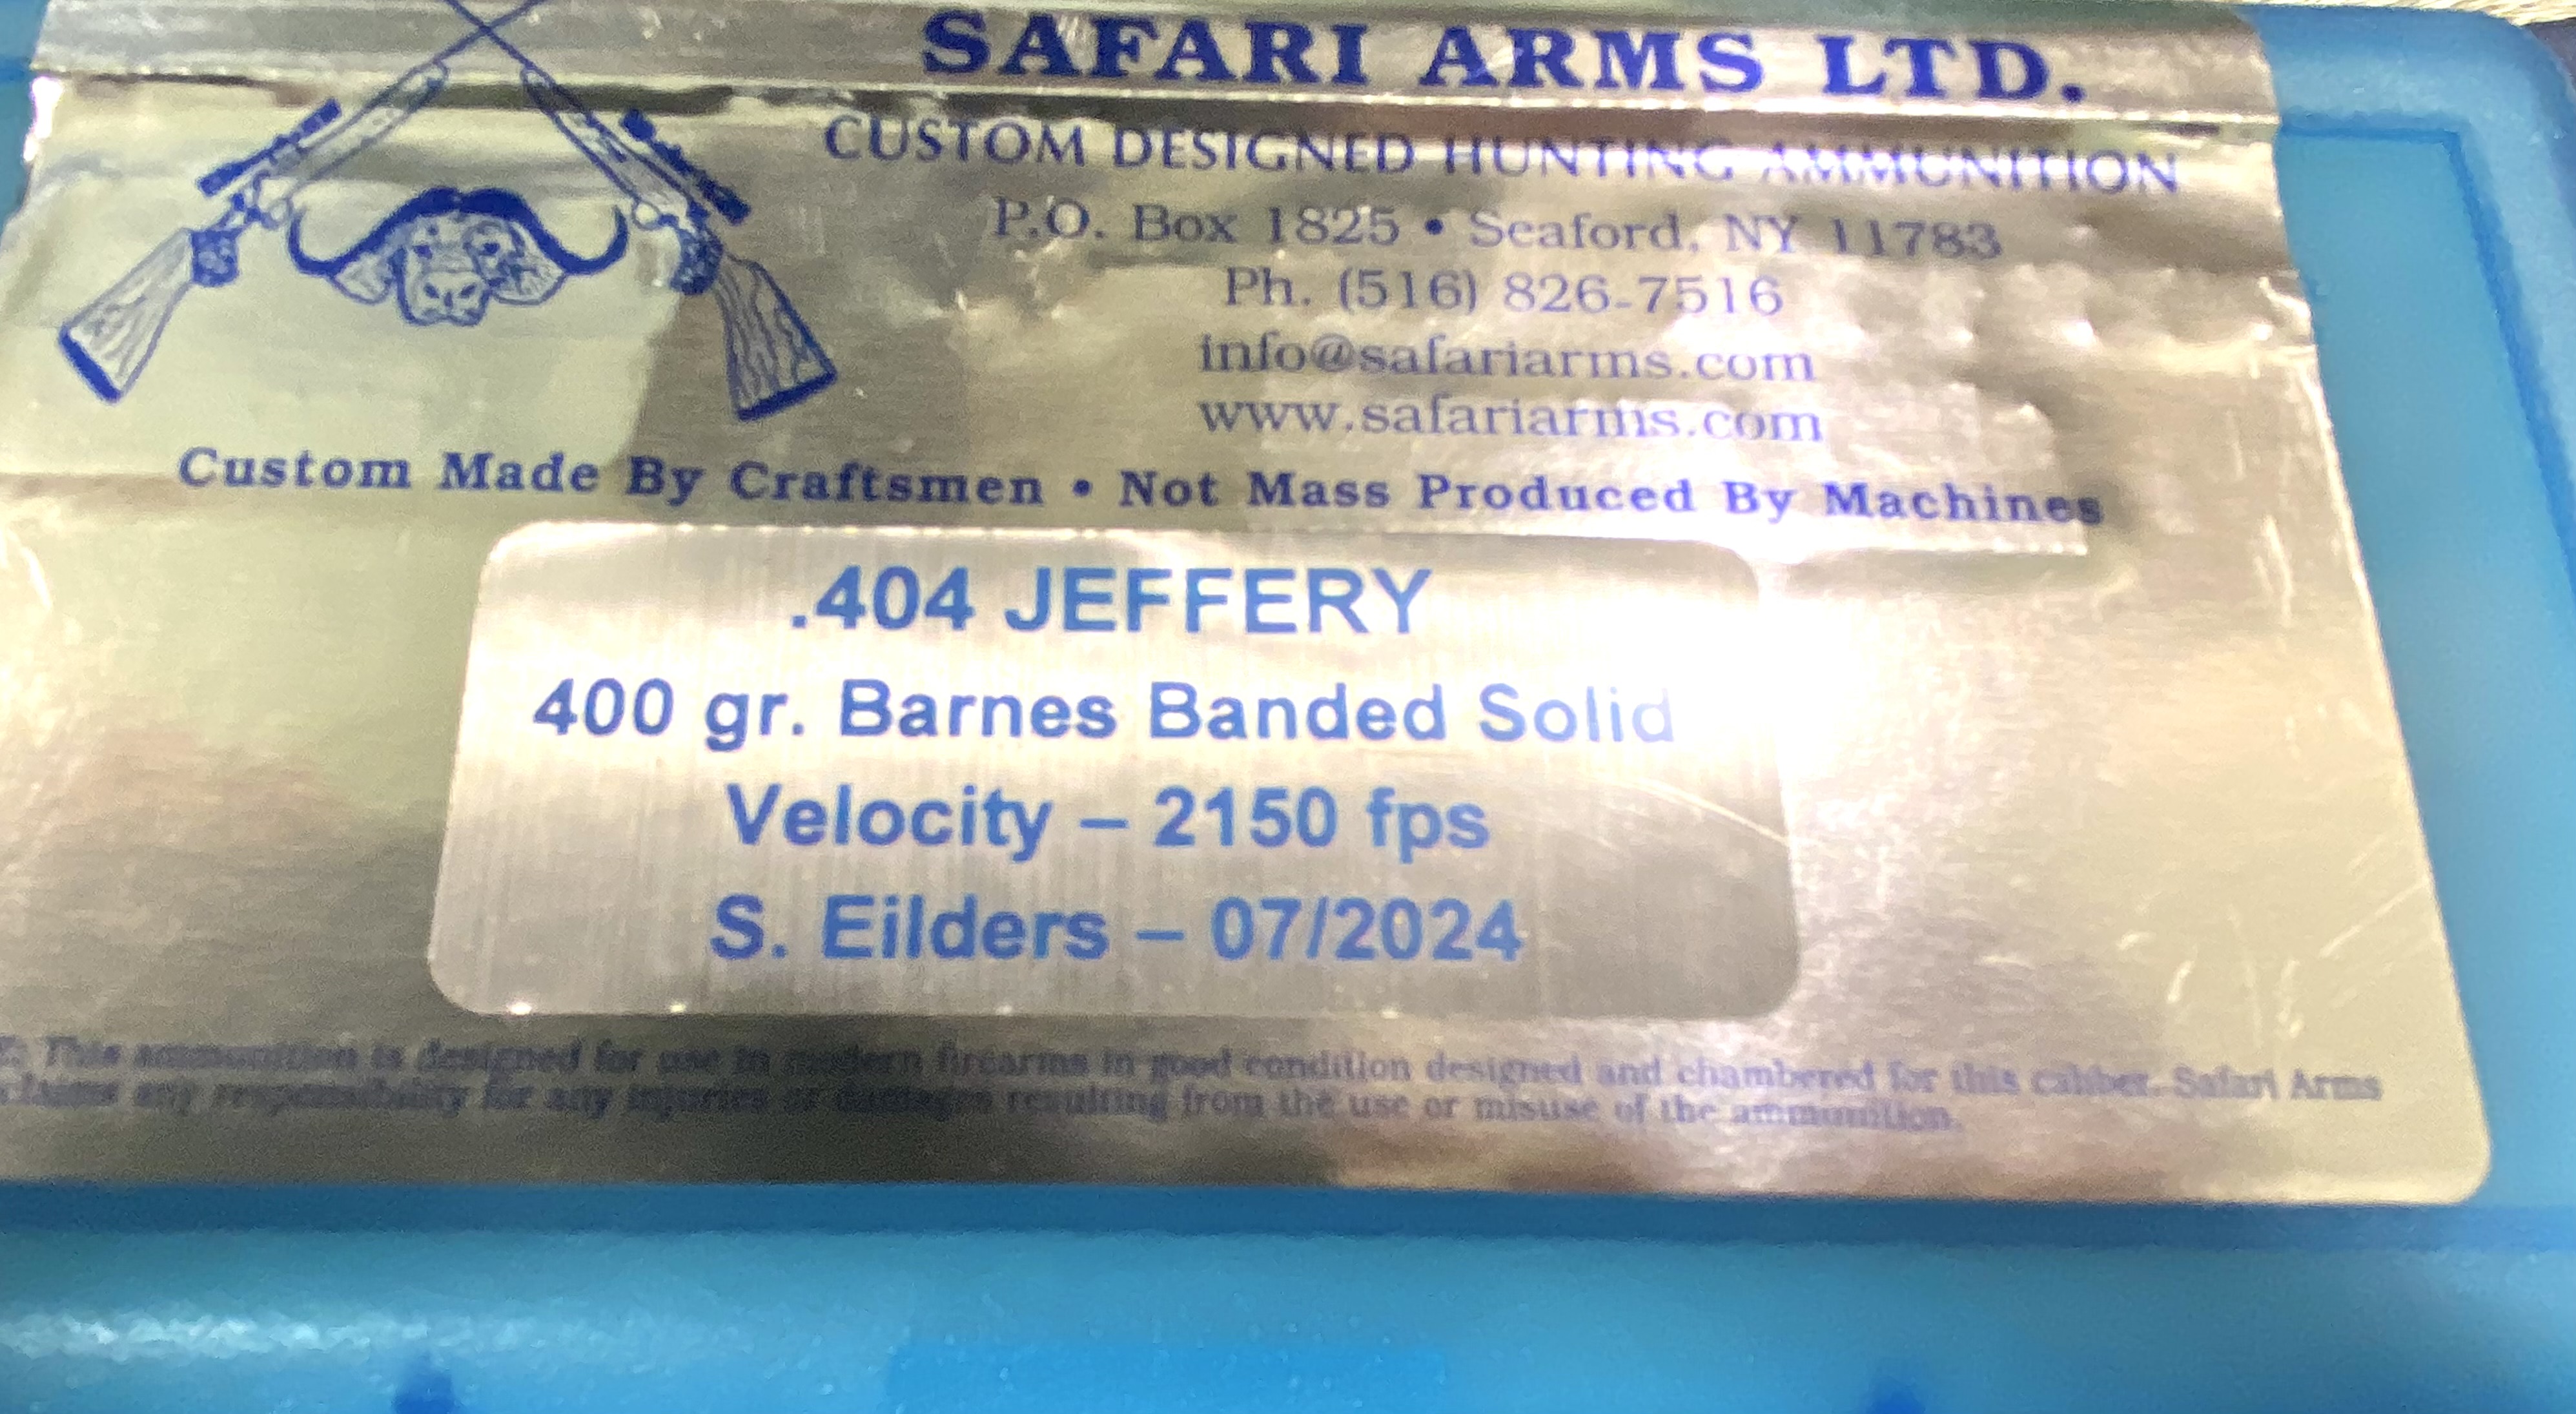 SAFARI ARMS LTD.
CUSTOM DESIGNED HUNTING AMMUNITION
P.O. Box 1825 • Seaford, NY 11783
Ph. (516) 826-7516
info@safariarms.com
www.safariarms.com
Custom Made By Craftsmen • Not Mass Produced By Machines
.404 JEFFERY
400 gr. Barnes Banded Solid
Velocity – 2150 fps
S. Eilders – 07/2024
This ammunition is designed for use in modern firearms in good condition designed and chambered for this caliber. Safari Arms
any responsibility for any injuries or damages resulting from the use or misuse of the ammunition.